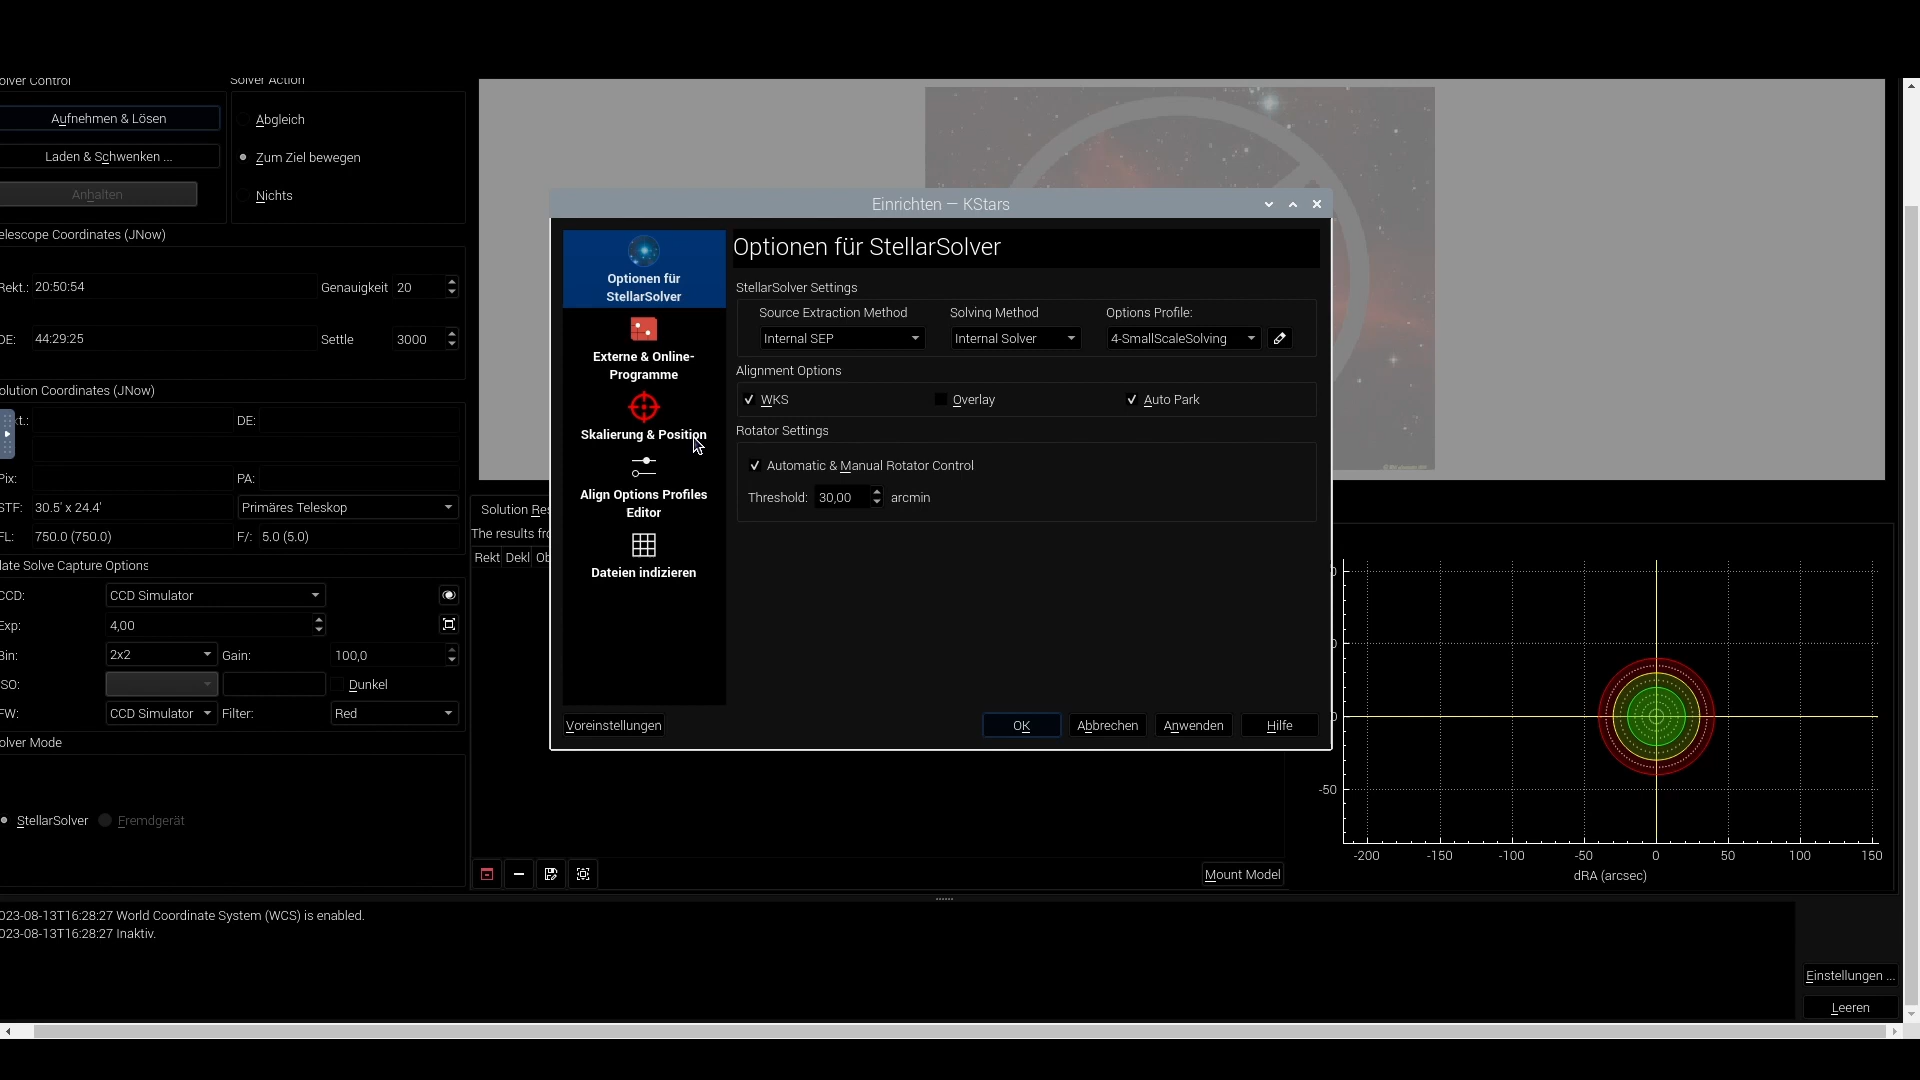 olver Control
Solver Action
Aufnehmen & Lösen
Abgleich
Laden & Schwenken ...
Zum Ziel bewegen
Anhalten
Nichts
elescope Coordinates (JNow)
Rekt.: 20:50:54 Genauigkeit 20
DE: 44:29:25 Settle 3000
olution Coordinates (JNow)
kt.: DE:
Pix: PA:
STF: 30.5' x 24.4' Primäres Teleskop
FL: 750.0 (750.0) F/: 5.0 (5.0)
late Solve Capture Options
CCD: CCD Simulator
Exp: 4,00
Bin: 2x2 Gain: 100,0
SO: Dunkel
FW: CCD Simulator Filter: Red
olver Mode
StellarSolver Fremdgerät
Einrichten — KStars
Optionen für
StellarSolver
Externe & Online-
Programme
Skalierung & Position
Align Options Profiles
Editor
Dateien indizieren
Optionen für StellarSolver
StellarSolver Settings
Source Extraction Method Solving Method Options Profile:
Internal SEP Internal Solver 4-SmallScaleSolving
Alignment Options
WKS Overlay Auto Park
Rotator Settings
Automatic & Manual Rotator Control
Threshold: 30,00 arcmin
Voreinstellungen OK Abbrechen Anwenden Hilfe
Solution Res
The results fr
Rekt Dekl Ob
Mount Model
0
0
0
-50
-200 -150 -100 -50 0 50 100 150
dRA (arcsec)
023-08-13T16:28:27 World Coordinate System (WCS) is enabled.
023-08-13T16:28:27 Inaktiv.
Einstellungen ...
Leeren